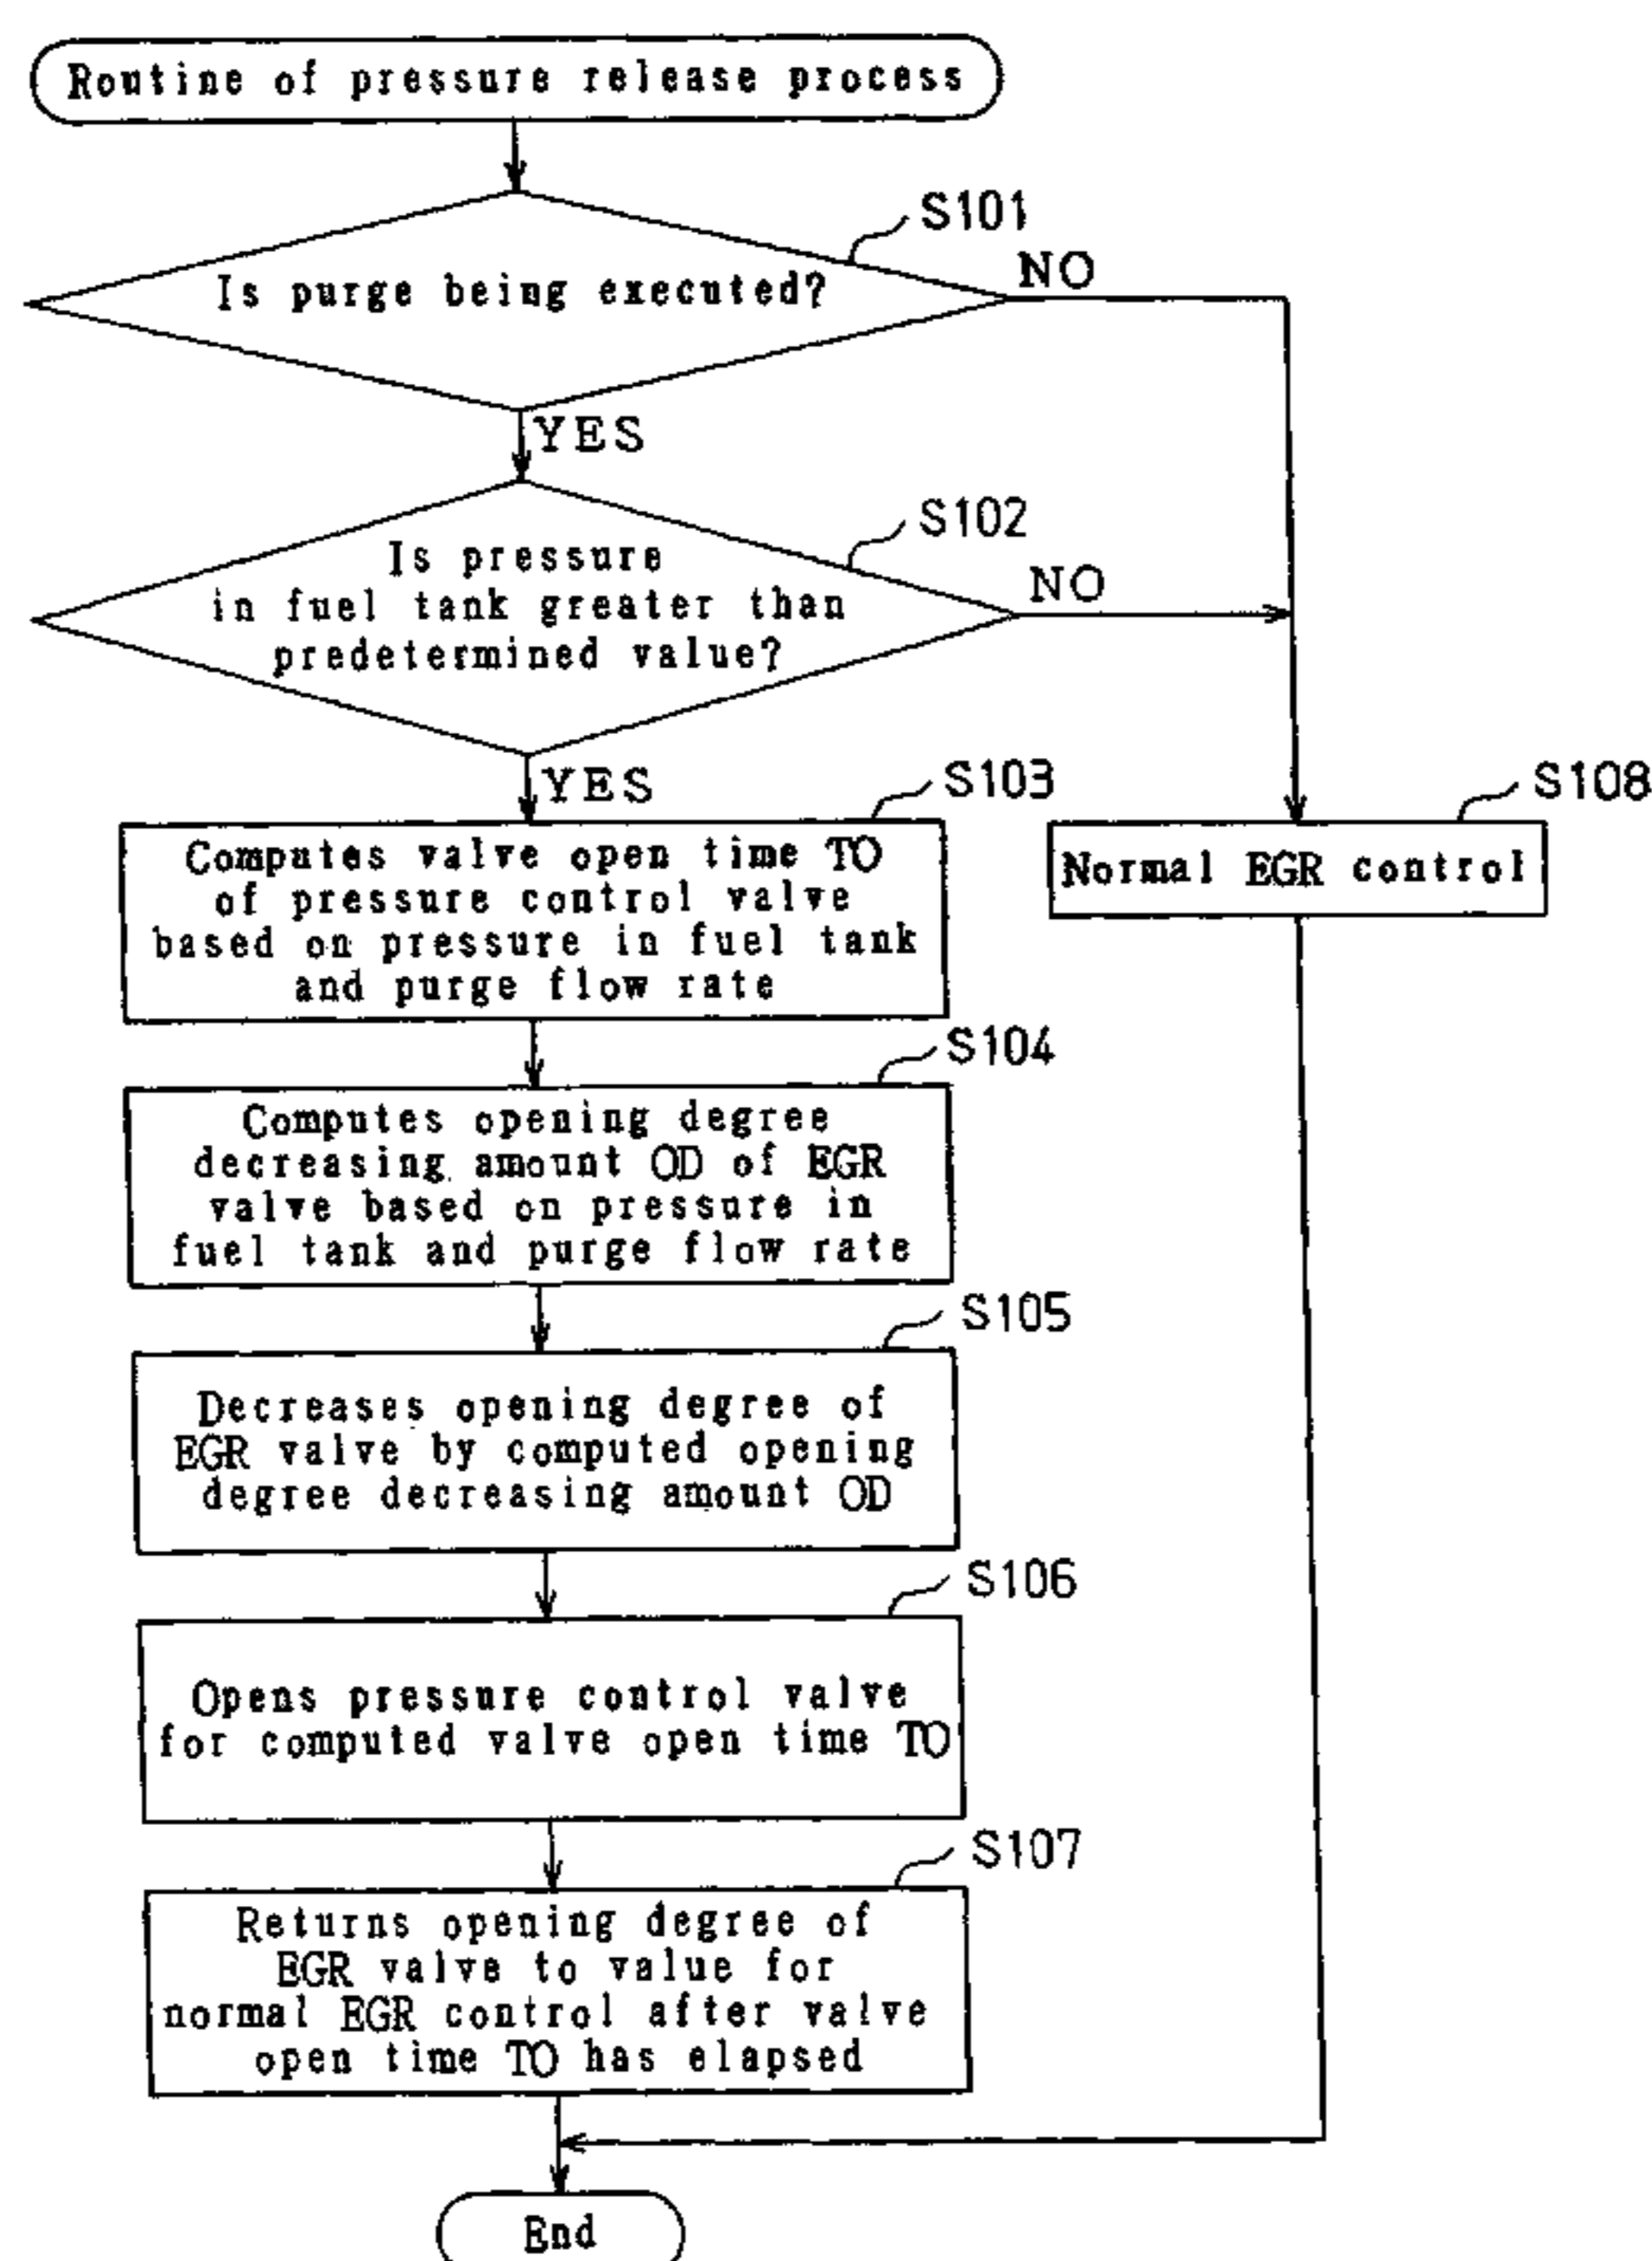 Routine of pressure release process
S101
Is purge being executed?
NO
YES
S102
Is pressure
in fuel tank greater than
predetermined value?
NO
YES
S103
Computes valve open time TO
of pressure control valve
based on pressure in fuel tank
and purge flow rate
S108
Normal EGR control
S104
Computes opening degree
decreasing amount OD of EGR
valve based on pressure in
fuel tank and purge flow rate
S105
Decreases opening degree of
EGR valve by computed opening
degree decreasing amount OD
S106
Opens pressure control valve
for computed valve open time TO
S107
Returns opening degree of
EGR valve to value for
normal EGR control after valve
open time TO has elapsed
End